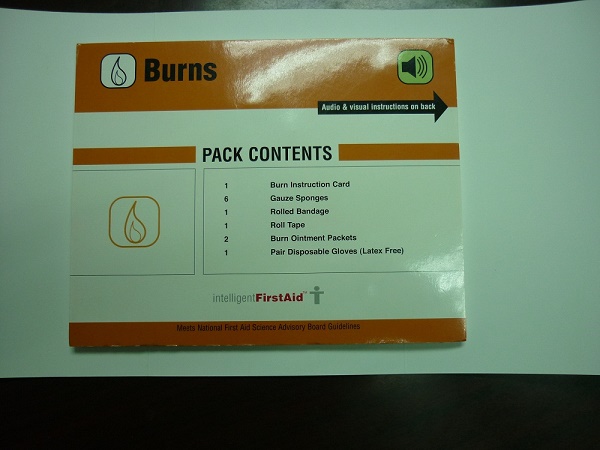 Burns
Audio & visual instructions on back
PACK CONTENTS
1 Burn Instruction Card
6 Gauze Sponges
1 Rolled Bandage
1 Roll Tape
2 Burn Ointment Packets
1 Pair Disposable Gloves (Latex Free)
intelligentFirstAid™
Meets National First Aid Science Advisory Board Guidelines